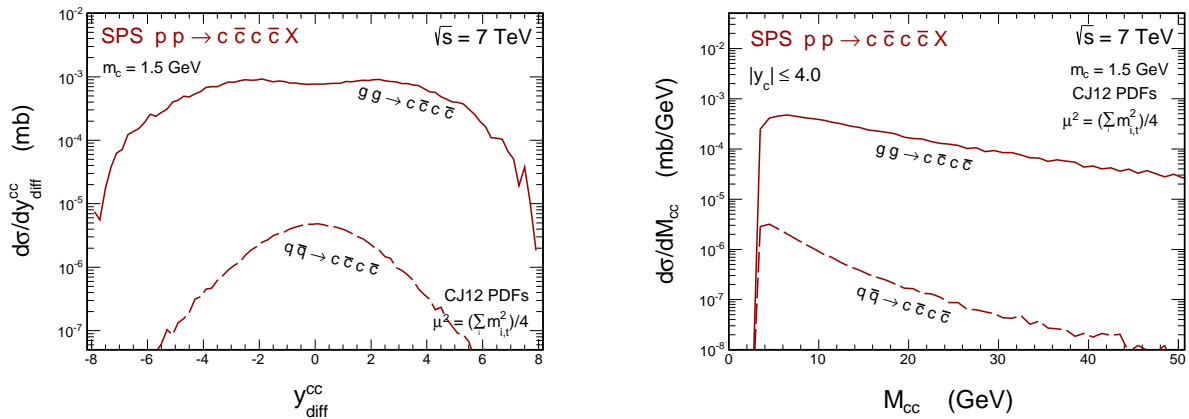 SPS p p → c c̄ c c̄ X
√s = 7 TeV
m_c = 1.5 GeV
g g → c c̄ c c̄
q q̄ → c c̄ c c̄
CJ12 PDFs
μ² = (∑_i m²_{i,t})/4
dσ/dy^{cc}_{diff} (mb)
10⁻²
10⁻³
10⁻⁴
10⁻⁵
10⁻⁶
10⁻⁷
-8 -6 -4 -2 0 2 4 6 8
y^{cc}_{diff}
SPS p p → c c̄ c c̄ X
√s = 7 TeV
|y_c| ≤ 4.0
m_c = 1.5 GeV
CJ12 PDFs
μ² = (∑_i m²_{i,t})/4
g g → c c̄ c c̄
q q̄ → c c̄ c c̄
dσ/dM_{cc} (mb/GeV)
10⁻²
10⁻³
10⁻⁴
10⁻⁵
10⁻⁶
10⁻⁷
10⁻⁸
0 10 20 30 40 50
M_{cc} (GeV)